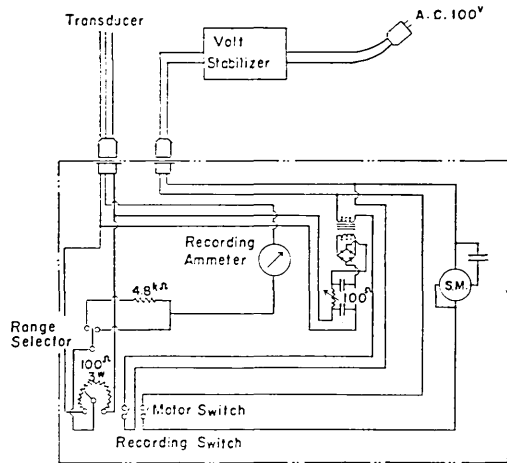 Transducer
A.C. 100V
Volt
Stabilizer
Recording
Ammeter
4.8kΩ
100Ω
S.M.
Range
Selector
100Ω
3W
Motor Switch
Recording Switch